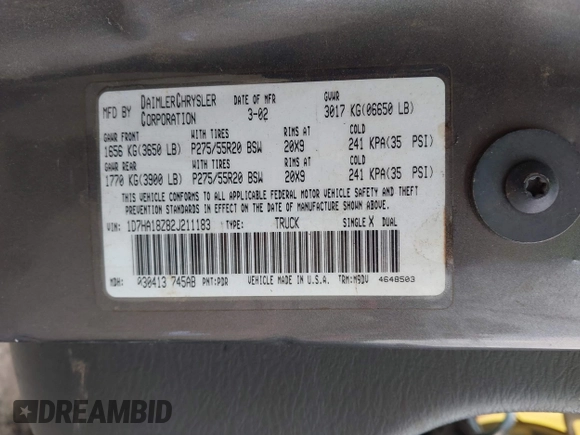 MFD BY DAIMLERCHRYSLER CORPORATION DATE OF MFR 3-02 GVWR 3017 KG(06650 LB)
GAWR FRONT WITH TIRES RIMS AT COLD
1656 KG(3650 LB) P275/55R20 BSW 20X9 241 KPA(35 PSI)
GAWR REAR WITH TIRES RIMS AT COLD
1770 KG(3900 LB) P275/55R20 BSW 20X9 241 KPA(35 PSI)
THIS VEHICLE CONFORMS TO ALL APPLICABLE FEDERAL MOTOR VEHICLE SAFETY AND THEFT
PREVENTION STANDARDS IN EFFECT ON THE DATE OF MANUFACTURE SHOWN ABOVE.
VIN: 1D7HA18Z82J211183 TYPE: TRUCK SINGLE X DUAL
MDH: 030413 745AB PNT:PDR VEHICLE MADE IN U.S.A. TRM:M9DV 4648503
DREAMBID